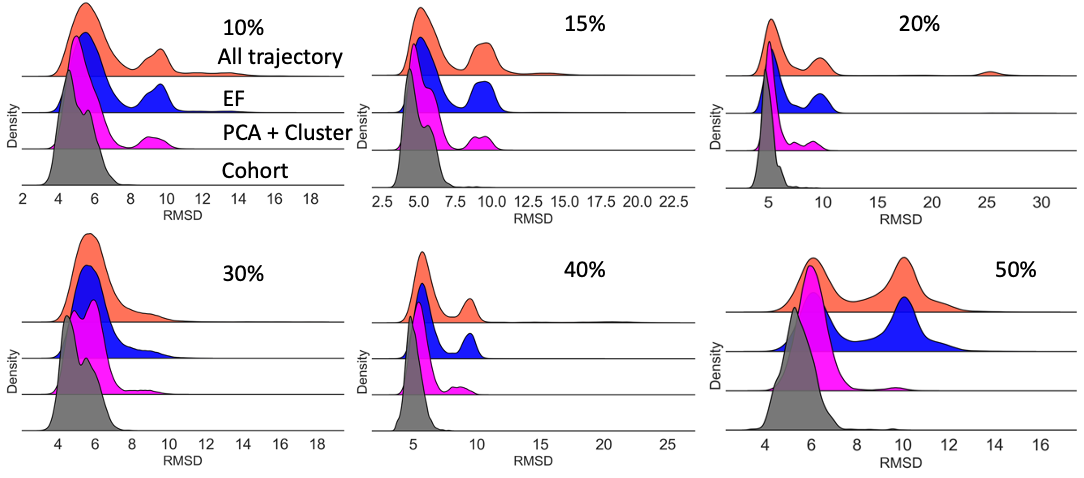 10%
All trajectory
EF
PCA + Cluster
Cohort
Density
2 4 6 8 10 12 14 16 18
RMSD
15%
Density
2.5 5.0 7.5 10.0 12.5 15.0 17.5 20.0 22.5
RMSD
20%
Density
5 10 15 20 25 30
RMSD
30%
Density
4 6 8 10 12 14 16 18
RMSD
40%
Density
5 10 15 20 25
RMSD
50%
Density
4 6 8 10 12 14 16
RMSD